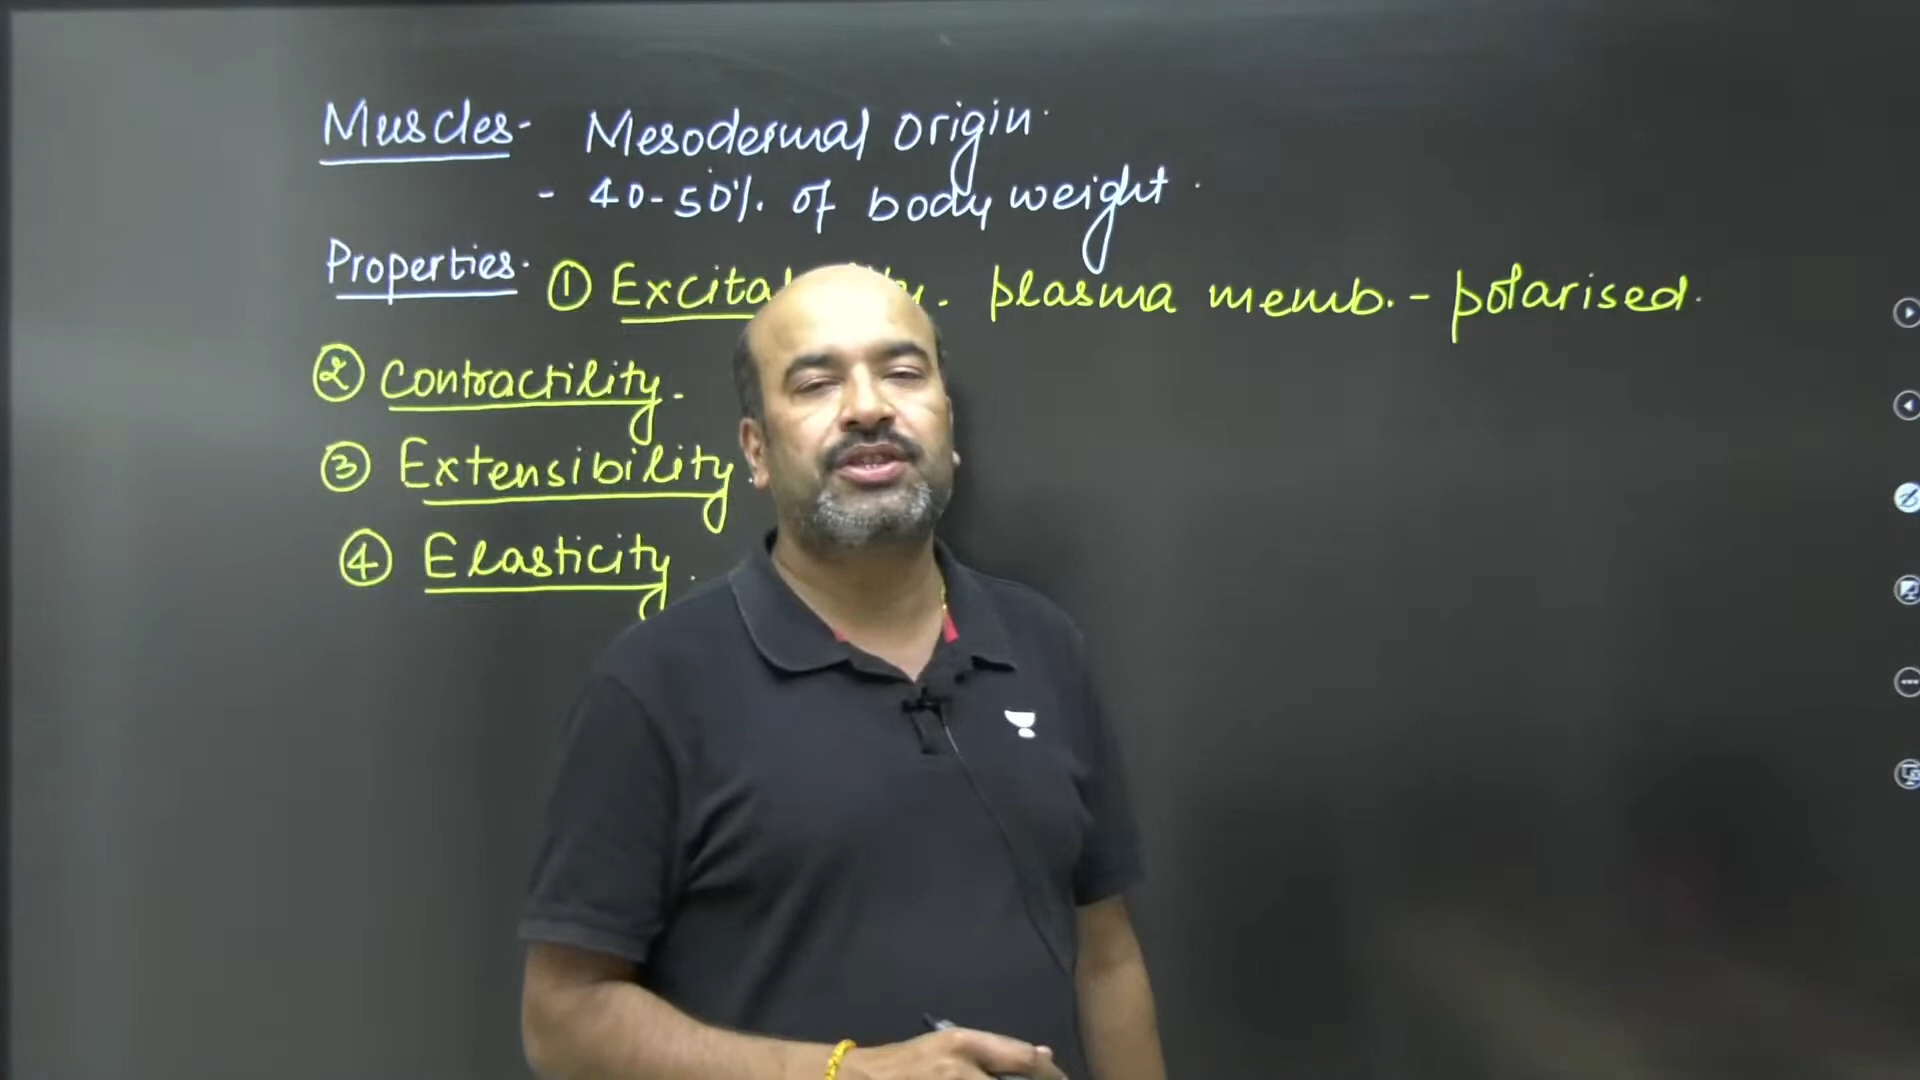 Muscles- Mesodermal origin.
- 40-50% of body weight.
Properties. ① plasma memb. - polarised.
② Contractility.
③ Extensibility.
④ Elasticity.